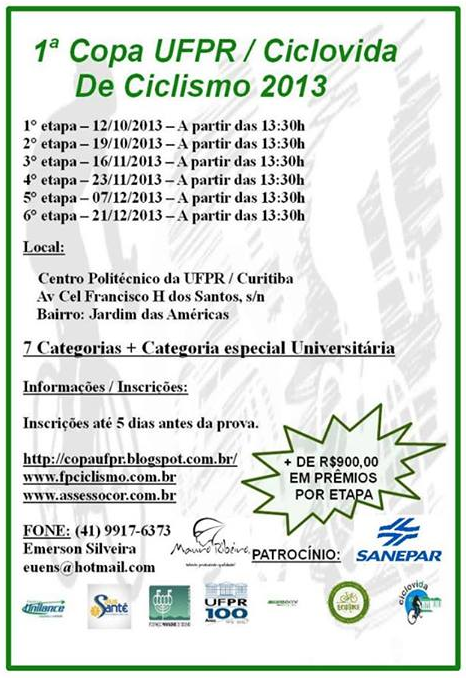 1ª Copa UFPR / Ciclovida
De Ciclismo 2013
1° etapa – 12/10/2013 – A partir das 13:30h
2° etapa – 19/10/2013 – A partir das 13:30h
3° etapa – 16/11/2013 – A partir das 13:30h
4° etapa – 23/11/2013 – A partir das 13:30h
5° etapa – 07/12/2013 – A partir das 13:30h
6° etapa – 21/12/2013 – A partir das 13:30h
Local:
Centro Politécnico da UFPR / Curitiba
Av Cel Francisco H dos Santos, s/n
Bairro: Jardim das Américas
7 Categorias + Categoria especial Universitária
Informações / Inscrições:
Inscrições até 5 dias antes da prova.
http://copaufpr.blogspot.com.br/
www.fpciclismo.com.br
www.assessocor.com.br
+ DE R$900,00
EM PRÊMIOS
POR ETAPA
FONE: (41) 9917-6373
Emerson Silveira
euens@hotmail.com
Mauro Ribeiro
PATROCÍNIO:
SANEPAR
Unilance
Santé
UFPR
100
Anos
ciclovida